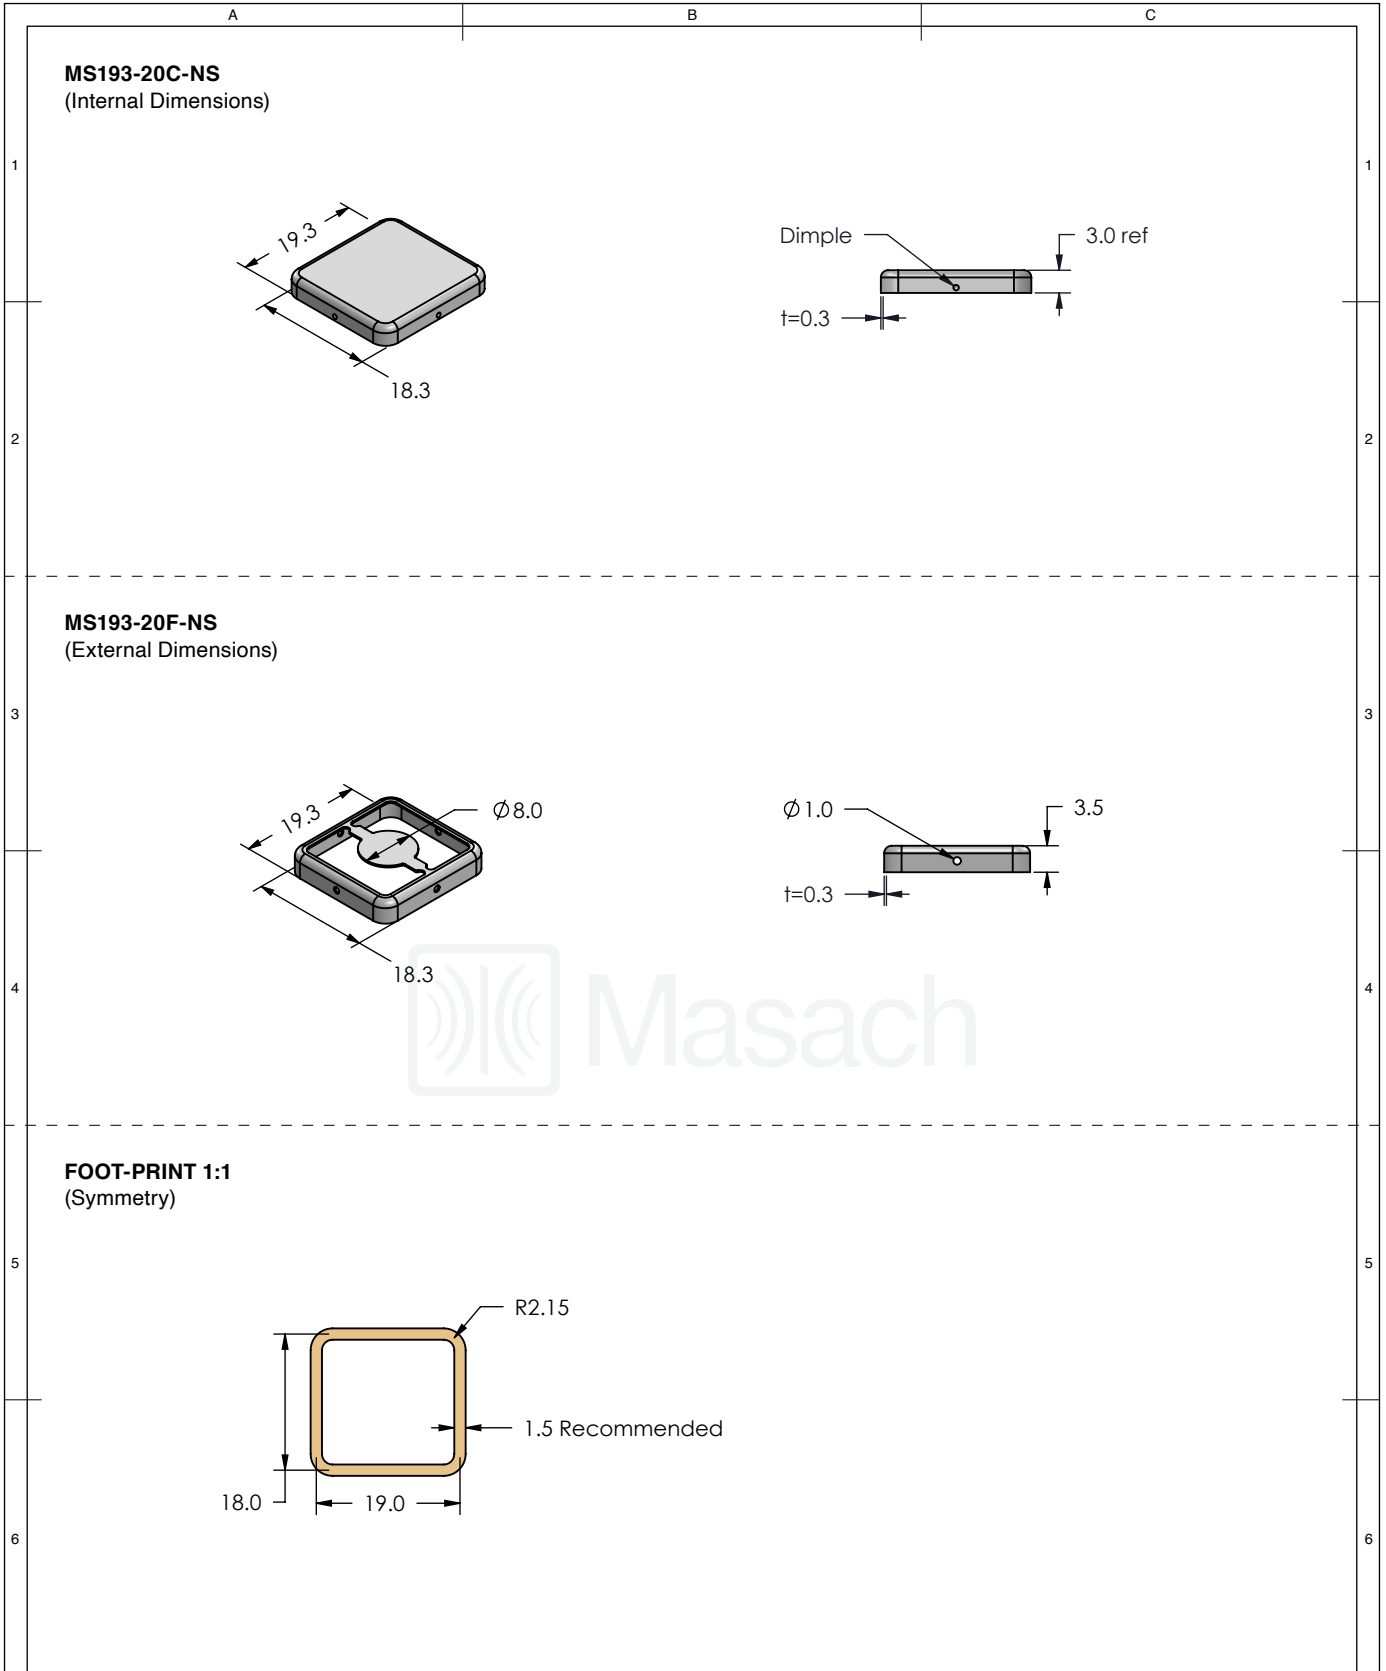 A B C
MS193-20C-NS
(Internal Dimensions)
1 1
19.3
18.3
Dimple
3.0 ref
t=0.3
2 2
MS193-20F-NS
(External Dimensions)
3 3
19.3
Ø8.0
18.3
Ø1.0
3.5
t=0.3
Masach
4 4
FOOT-PRINT 1:1
(Symmetry)
5 5
R2.15
1.5 Recommended
18.0
19.0
6 6